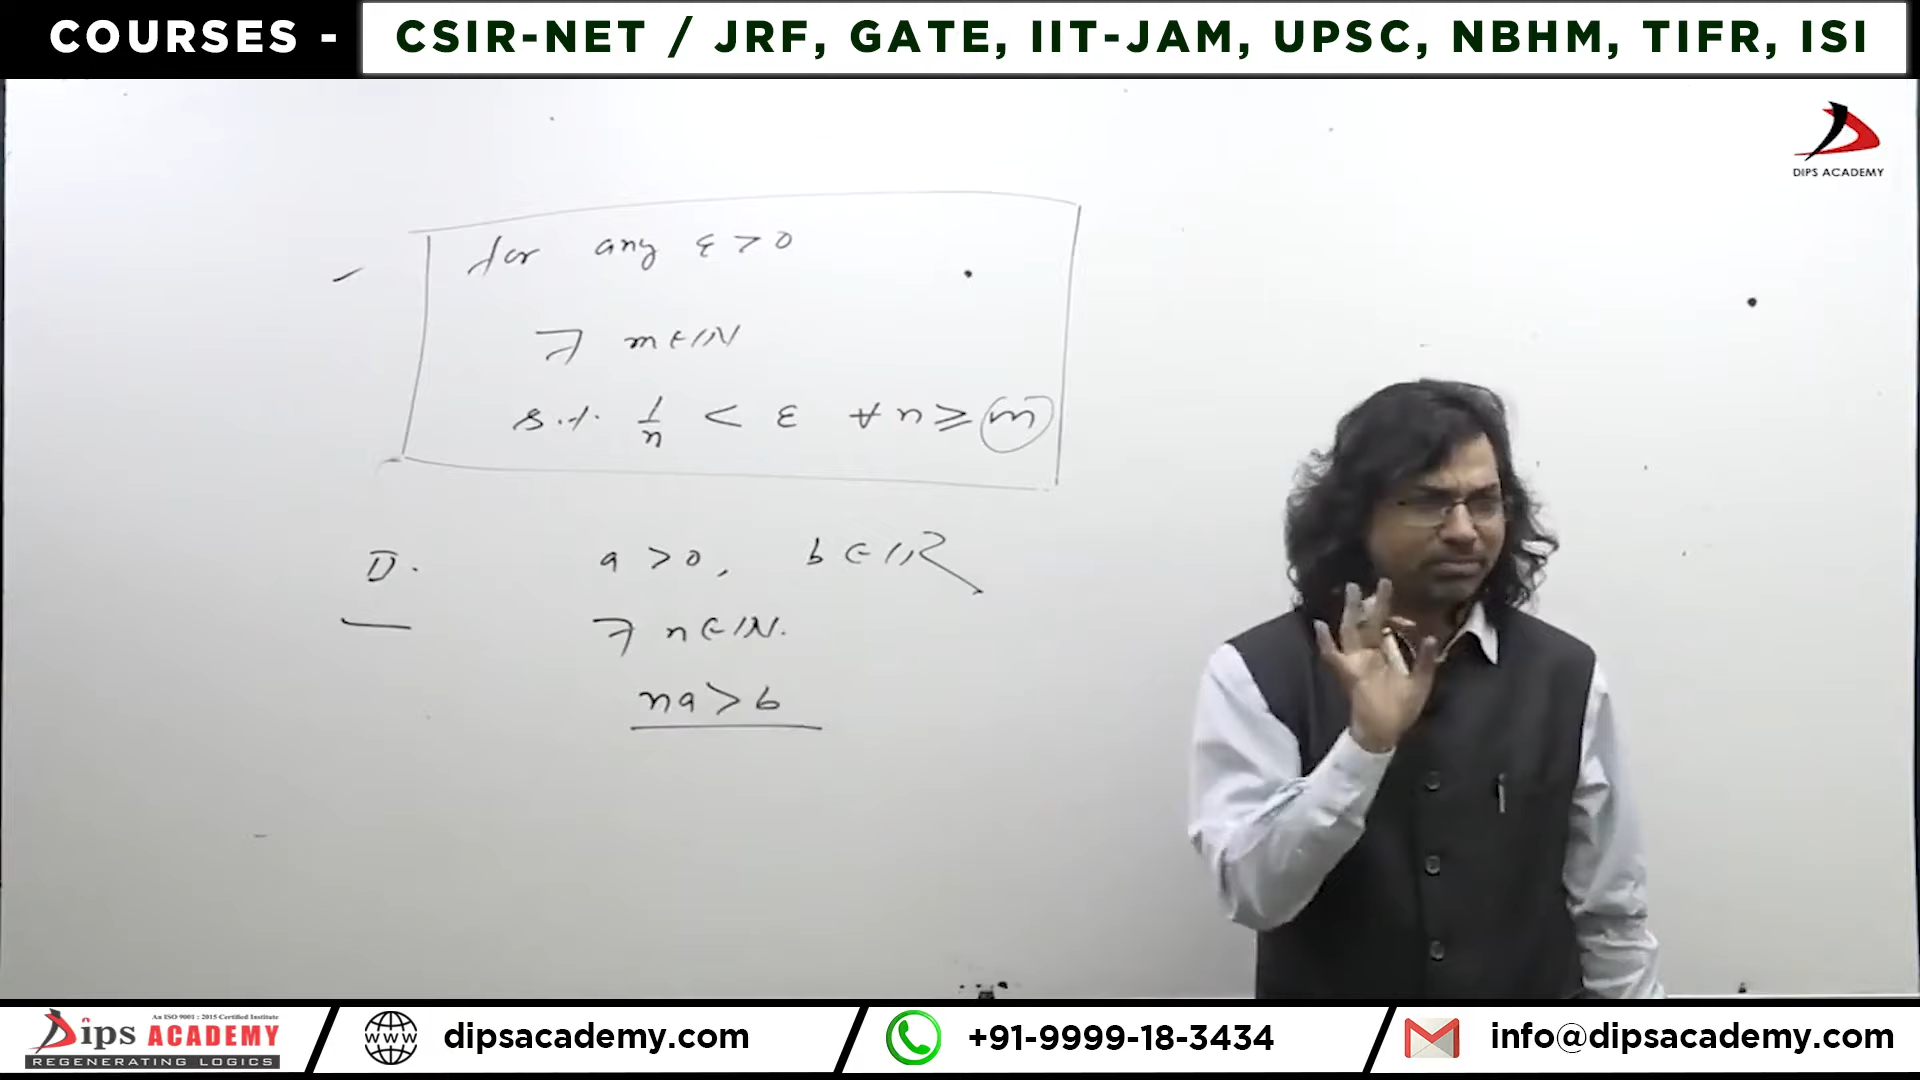 COURSES - CSIR-NET / JRF, GATE, IIT-JAM, UPSC, NBHM, TIFR, ISI
DIPS ACADEMY
for any ε > 0
∃ m ∈ ℕ
s.t. 1/n < ε ∀ n ≥ m
D. a > 0, b ∈ ℝ
∃ n ∈ ℕ.
na > b
An ISO 9001 : 2015 Certified Institute
Dips ACADEMY
REGENERATING LOGICS
WWW dipsacademy.com
+91-9999-18-3434
info@dipsacademy.com